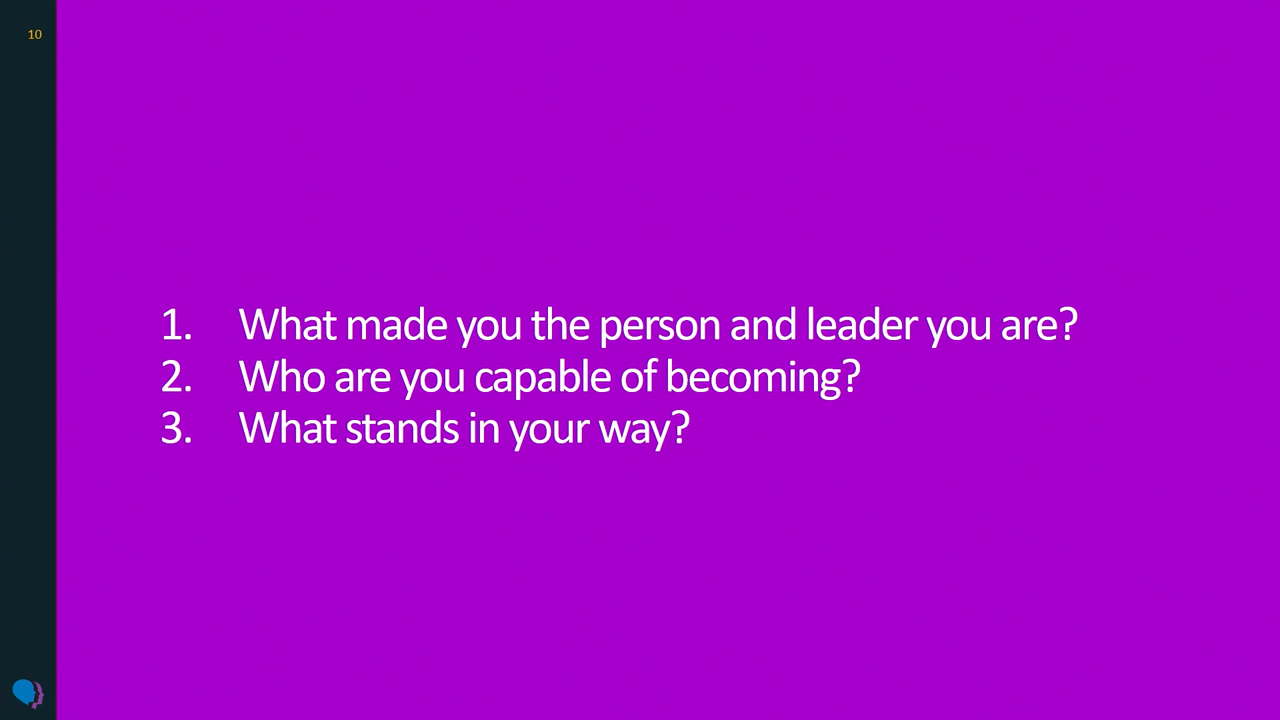 10
1. What made you the person and leader you are?
2. Who are you capable of becoming?
3. What stands in your way?